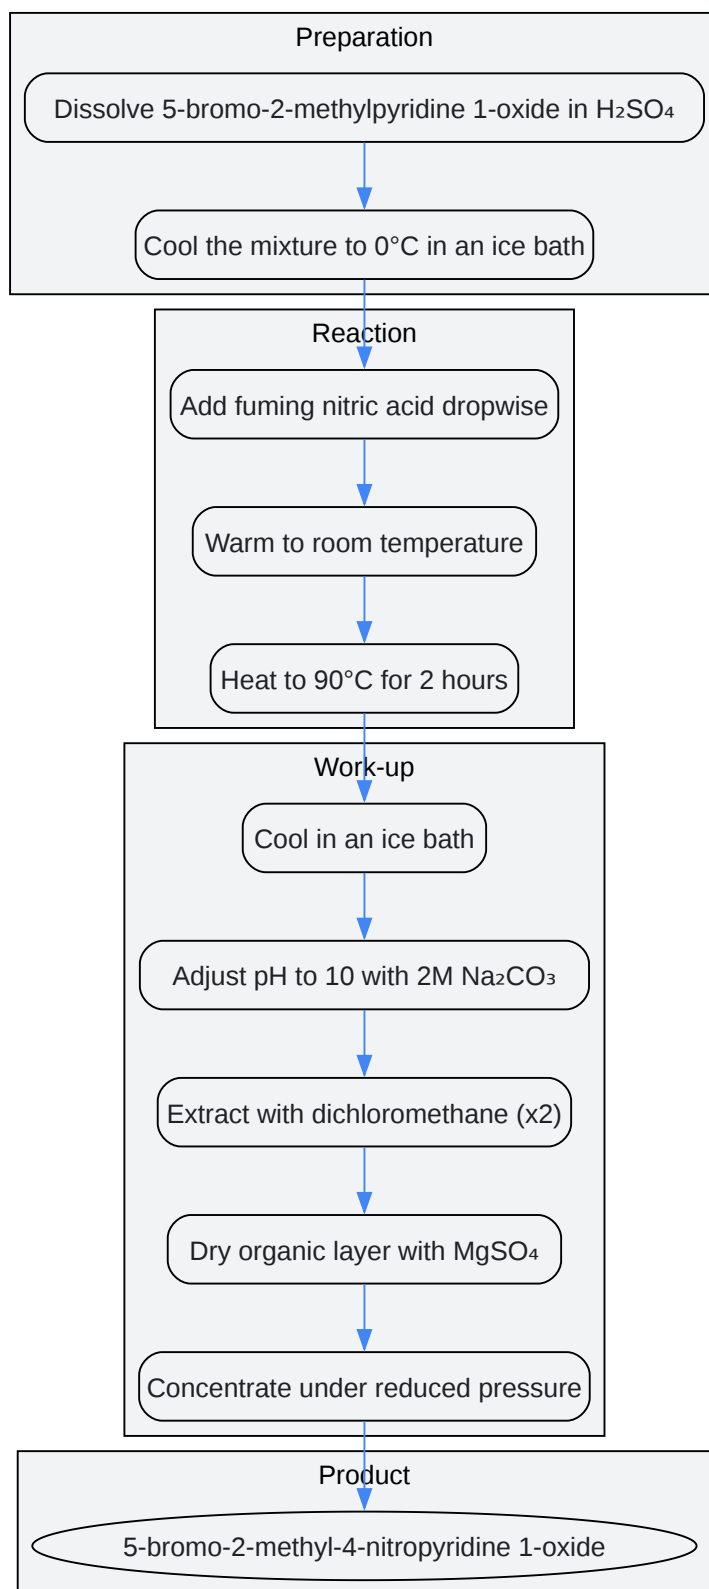 Preparation
Dissolve 5-bromo-2-methylpyridine 1-oxide in H₂SO₄
Cool the mixture to 0°C in an ice bath
Reaction
Add fuming nitric acid dropwise
Warm to room temperature
Heat to 90°C for 2 hours
Work-up
Cool in an ice bath
Adjust pH to 10 with 2M Na₂CO₃
Extract with dichloromethane (x2)
Dry organic layer with MgSO₄
Concentrate under reduced pressure
Product
5-bromo-2-methyl-4-nitropyridine 1-oxide